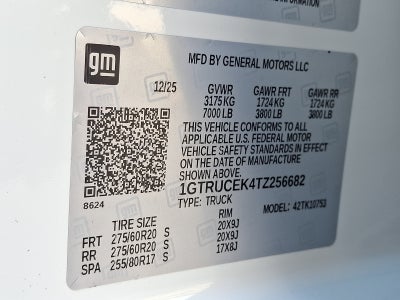 INFORMATION
gm
MFD BY GENERAL MOTORS LLC
12/25 GVWR GAWR FRT GAWR RR
3175 KG 1724 KG 1724 KG
7000 LB 3800 LB 3800 LB
THIS VEHICLE CONFORMS TO ALL
APPLICABLE U.S. FEDERAL MOTOR
VEHICLE SAFETY STANDARDS IN EFFECT
ON THE DATE OF MANUFACTURE SHOWN ABOVE.
1GTRUCEK4TZ256682
8624
TYPE: TRUCK MODEL: 42TK10753
TIRE SIZE RIM
FRT 275/60R20 S 20X9J
RR 275/60R20 S 20X9J
SPA 255/80R17 S 17X8J